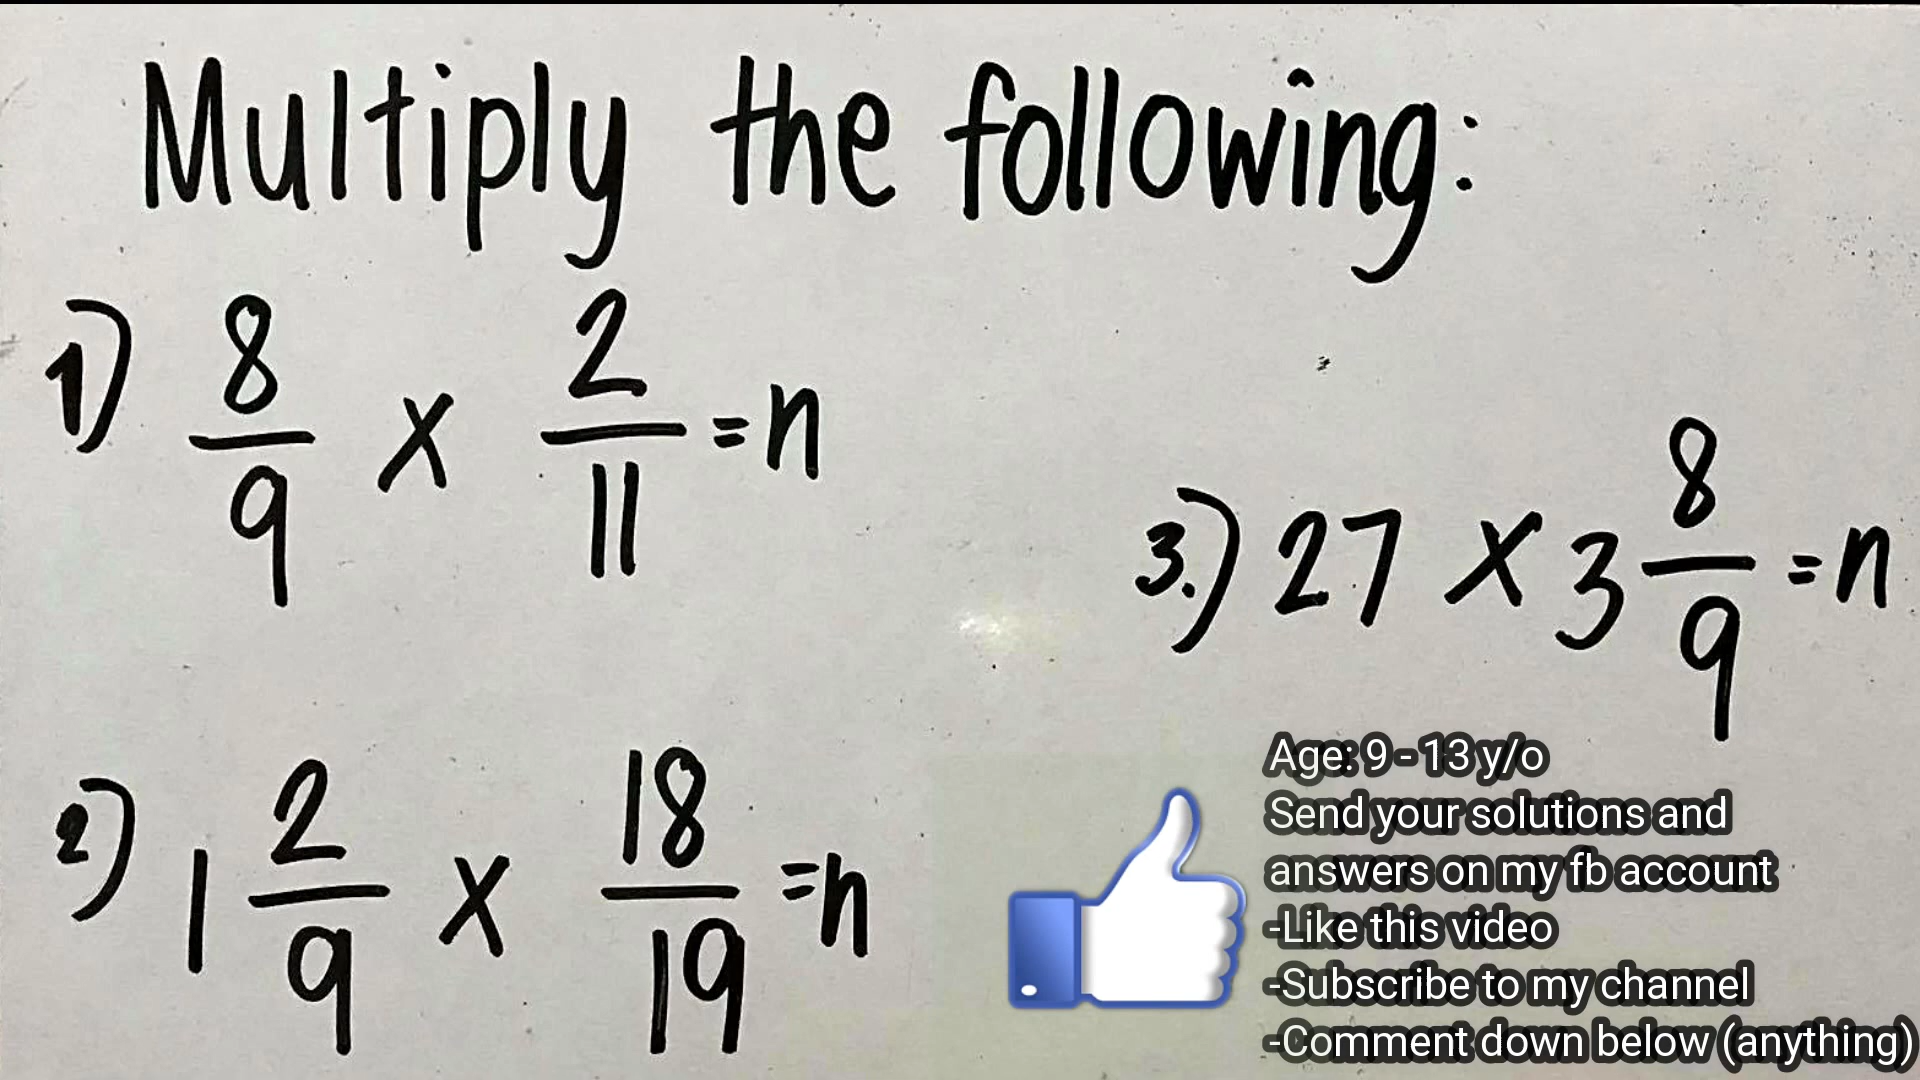 Multiply the following:
1) 8/9 x 2/11 = n
2) 1 2/9 x 18/19 = n
3.) 27 x 3 8/9 = n
Age: 9 - 13 y/o
Send your solutions and
answers on my fb account
-Like this video
-Subscribe to my channel
-Comment down below (anything)